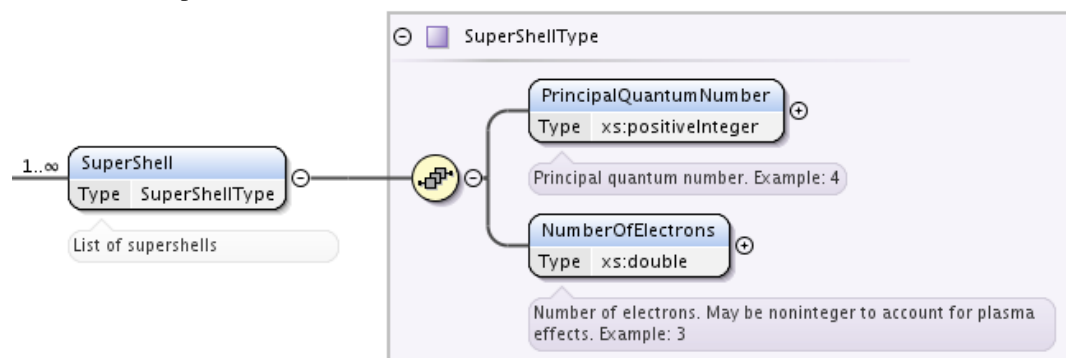 SuperShellType
PrincipalQuantumNumber
Type xs:positiveInteger
Principal quantum number. Example: 4
1..∞
SuperShell
Type SuperShellType
List of supershells
NumberOfElectrons
Type xs:double
Number of electrons. May be noninteger to account for plasma
effects. Example: 3